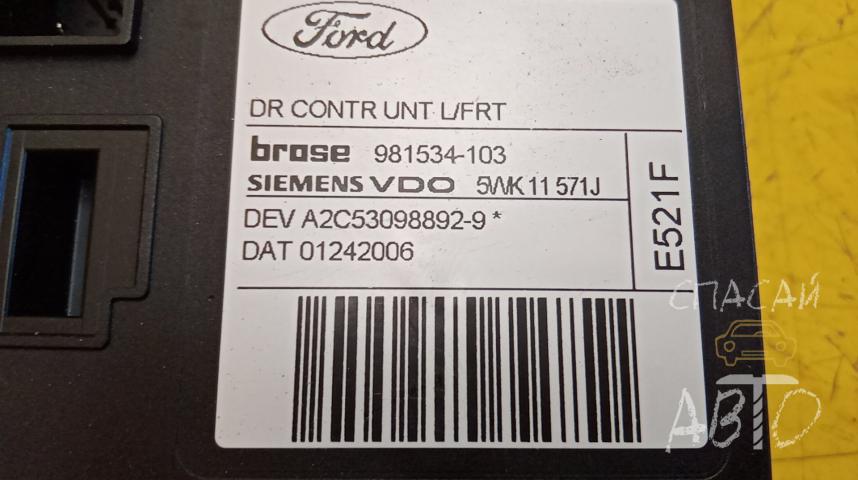 Ford
DR CONTR UNT L/FRT
brose 981534-103
SIEMENS VDO 5WK 11 571J
DEV A2C53098892-9 *
DAT 01242006
E521F
СПАСАЙ
АВТО